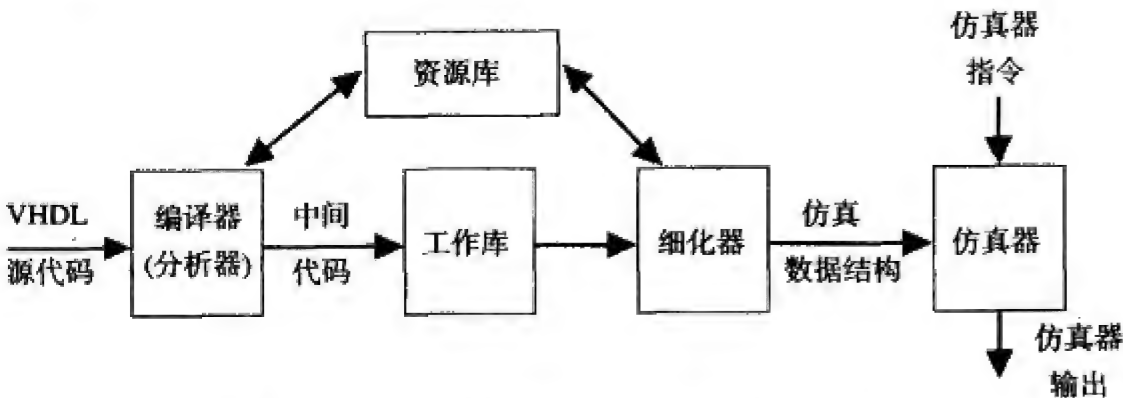 仿真器
指令
资源库
VHDL
源代码
编译器
(分析器)
中间
代码
工作库
细化器
仿真
数据结构
仿真器
仿真器
输出